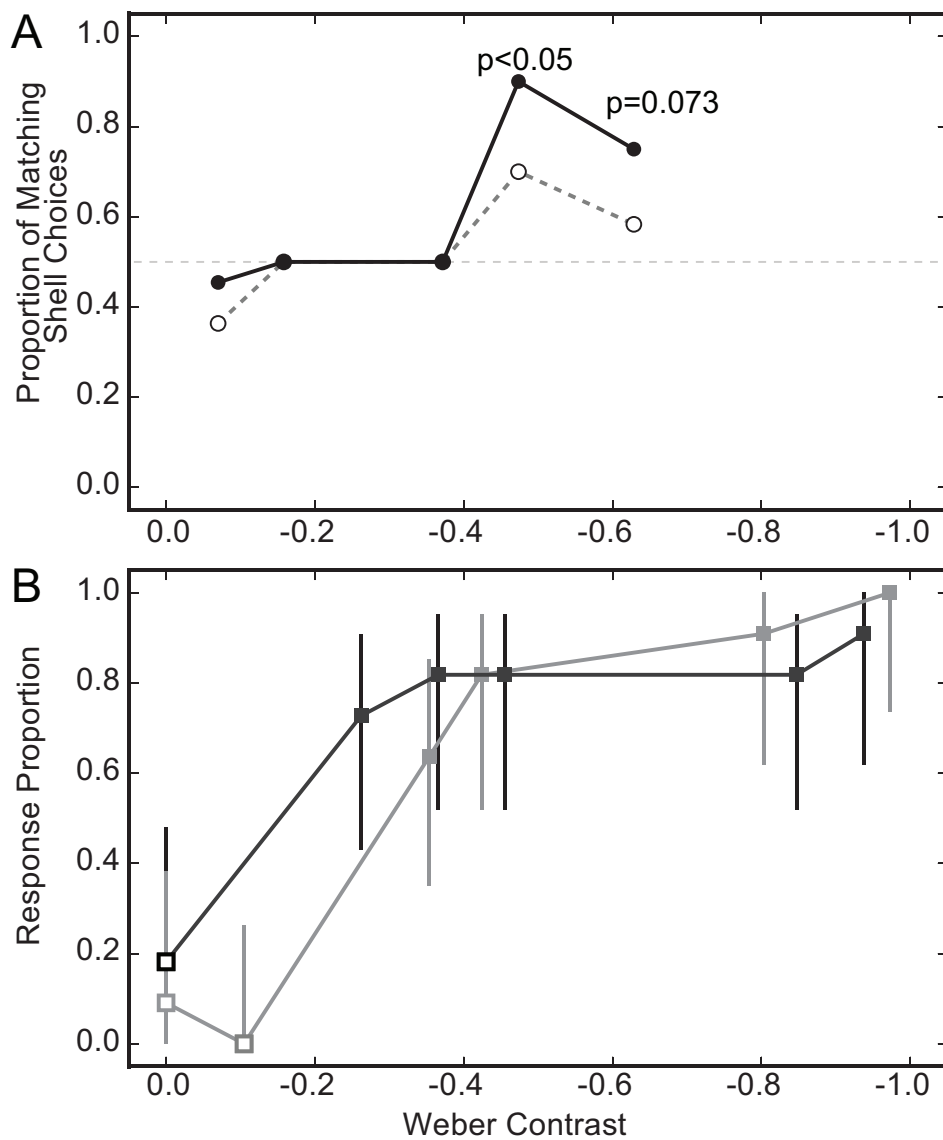 A
p<0.05
p=0.073
Proportion of Matching
Shell Choices
1.0
0.8
0.6
0.4
0.2
0.0
0.0 -0.2 -0.4 -0.6 -0.8 -1.0
B
Response Proportion
1.0
0.8
0.6
0.4
0.2
0.0
0.0 -0.2 -0.4 -0.6 -0.8 -1.0
Weber Contrast